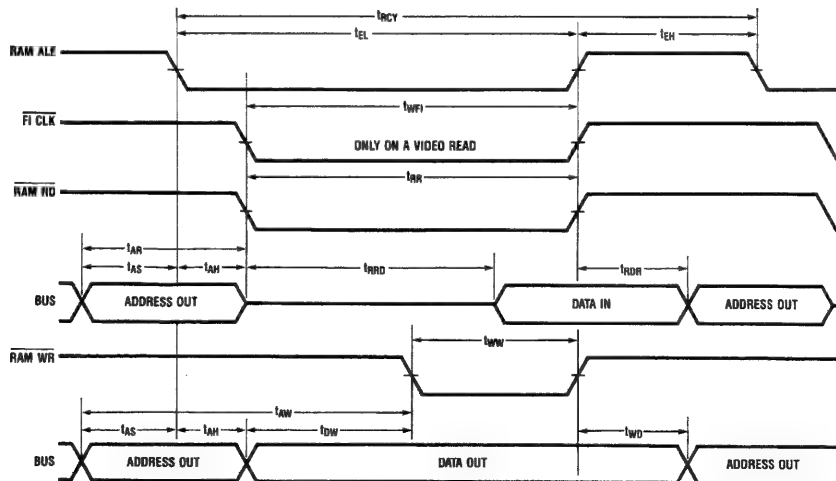 tRCY
tEL tEH
RAM ALE
tWFI
FI CLK
ONLY ON A VIDEO READ
tRR
RAM RD
tAR
tAS tAH tRRD tRDR
BUS ADDRESS OUT DATA IN ADDRESS OUT
tWW
RAM WR
tAW
tAS tAH tDW tWD
BUS ADDRESS OUT DATA OUT ADDRESS OUT